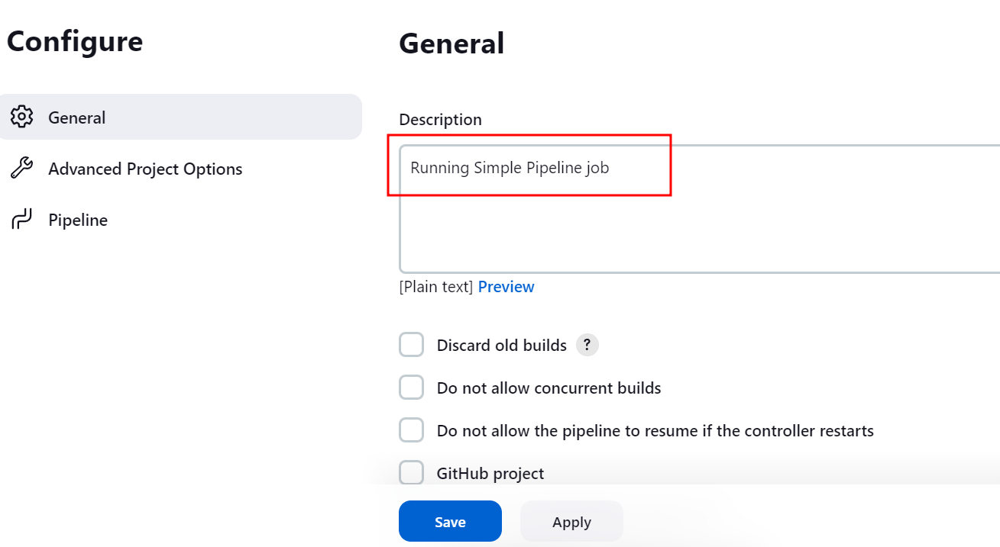 Configure
General
Advanced Project Options
Pipeline
General
Description
Running Simple Pipeline job
[Plain text] Preview
Discard old builds ?
Do not allow concurrent builds
Do not allow the pipeline to resume if the controller restarts
GitHub project
Save Apply